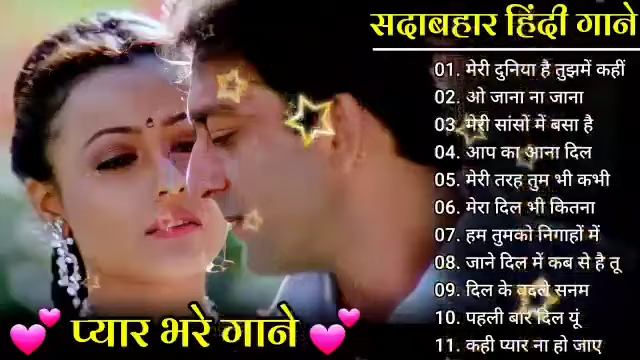 सदाबहार हिंदी गाने
01. मेरी दुनिया है तुझमें कहीं
02. ओ जाना ना जाना
03. मेरी सांसों में बसा है
04. आप का आना दिल
05. मेरी तरह तुम भी कभी
06. मेरा दिल भी कितना
07. हम तुमको निगाहों में
08. जाने दिल में कब से है तू
09. दिल के बदले सनम
10. पहली बार दिल यूं
11. कही प्यार ना हो जाए
प्यार भरे गाने